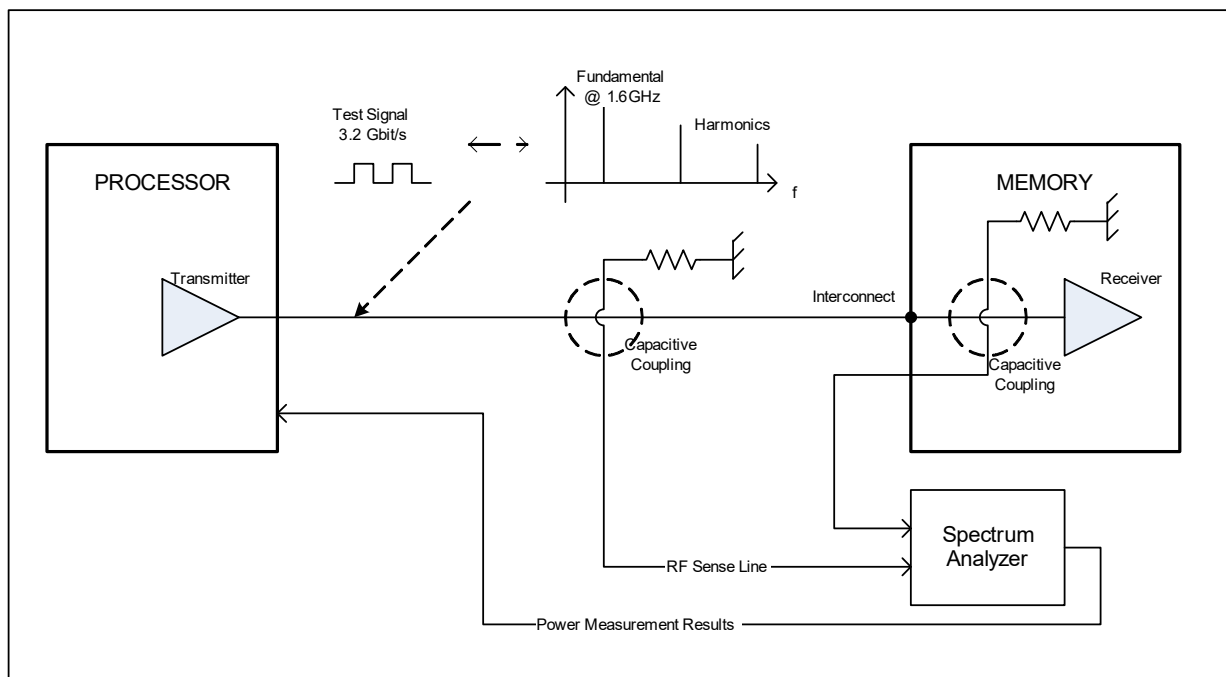 Fundamental
@ 1.6GHz
Test Signal
3.2 Gbit/s
Harmonics
f
PROCESSOR
MEMORY
Transmitter
Receiver
Interconnect
Capacitive
Coupling
Capacitive
Coupling
Spectrum
Analyzer
RF Sense Line
Power Measurement Results